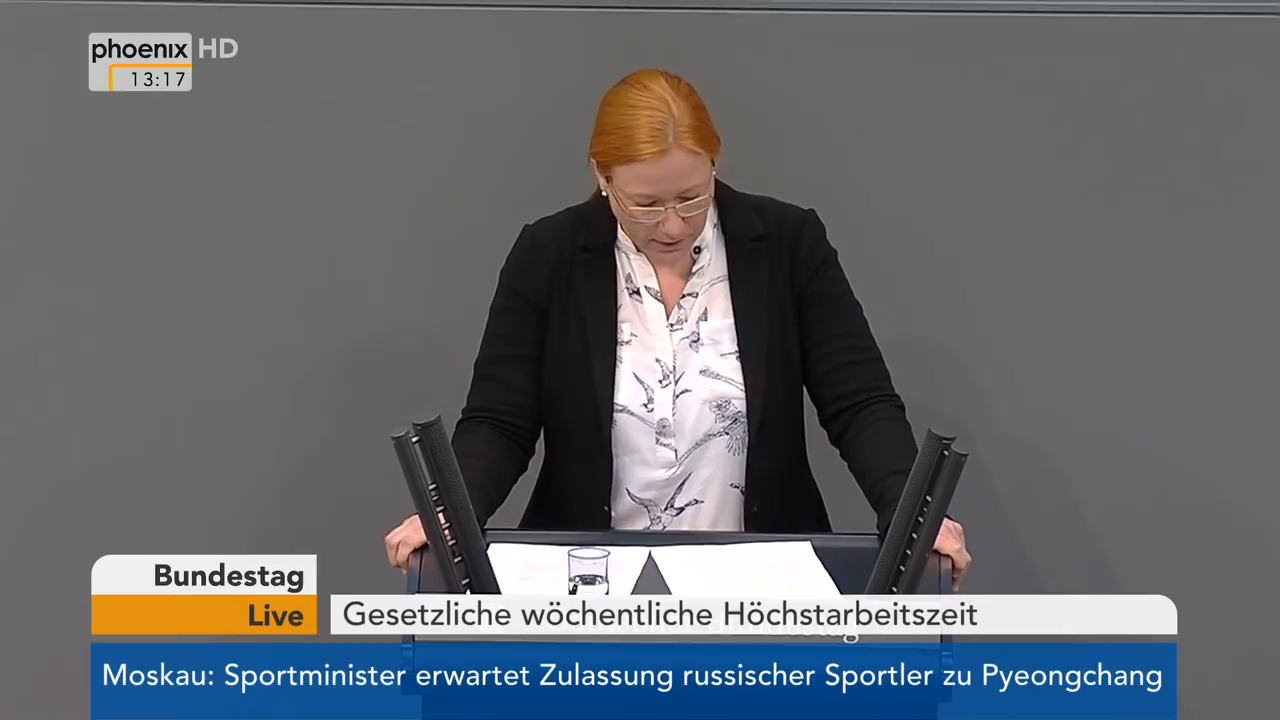 phoenix HD
13:17
Bundestag
Live
Gesetzliche wöchentliche Höchstarbeitszeit
Moskau: Sportminister erwartet Zulassung russischer Sportler zu Pyeongchang